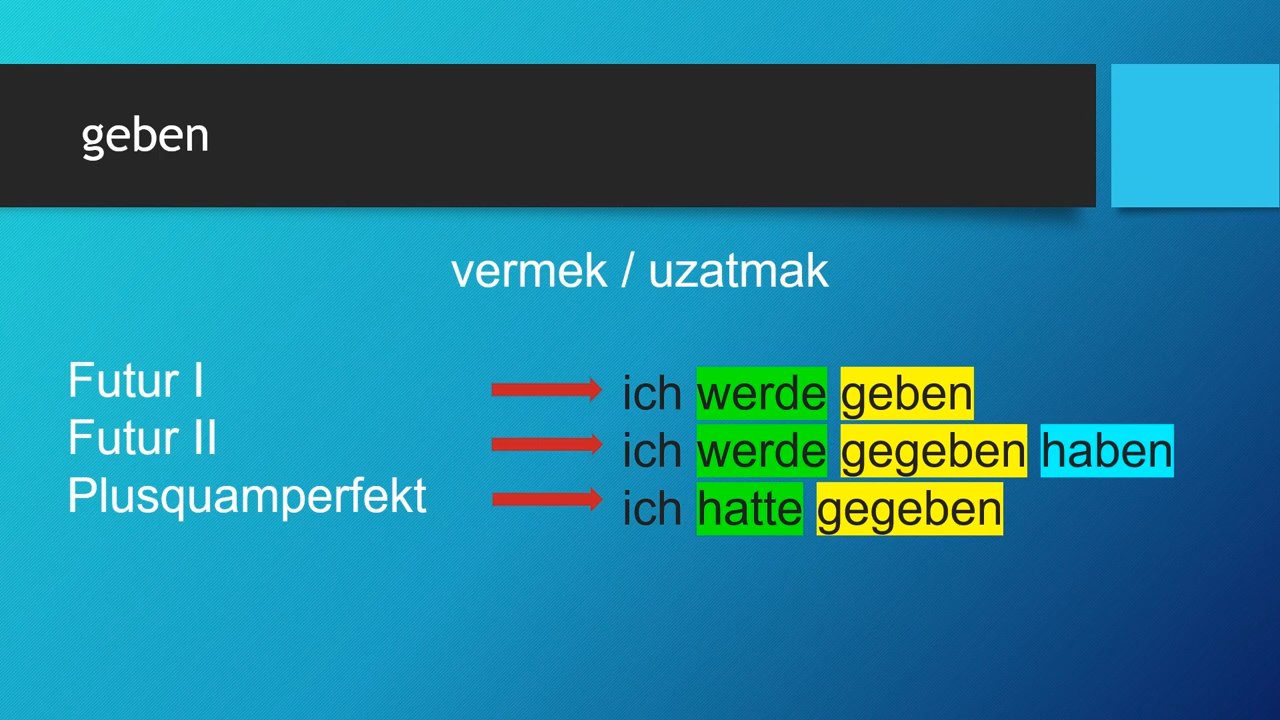 geben
vermek / uzatmak
Futur I ich werde geben
Futur II ich werde gegeben haben
Plusquamperfekt ich hatte gegeben